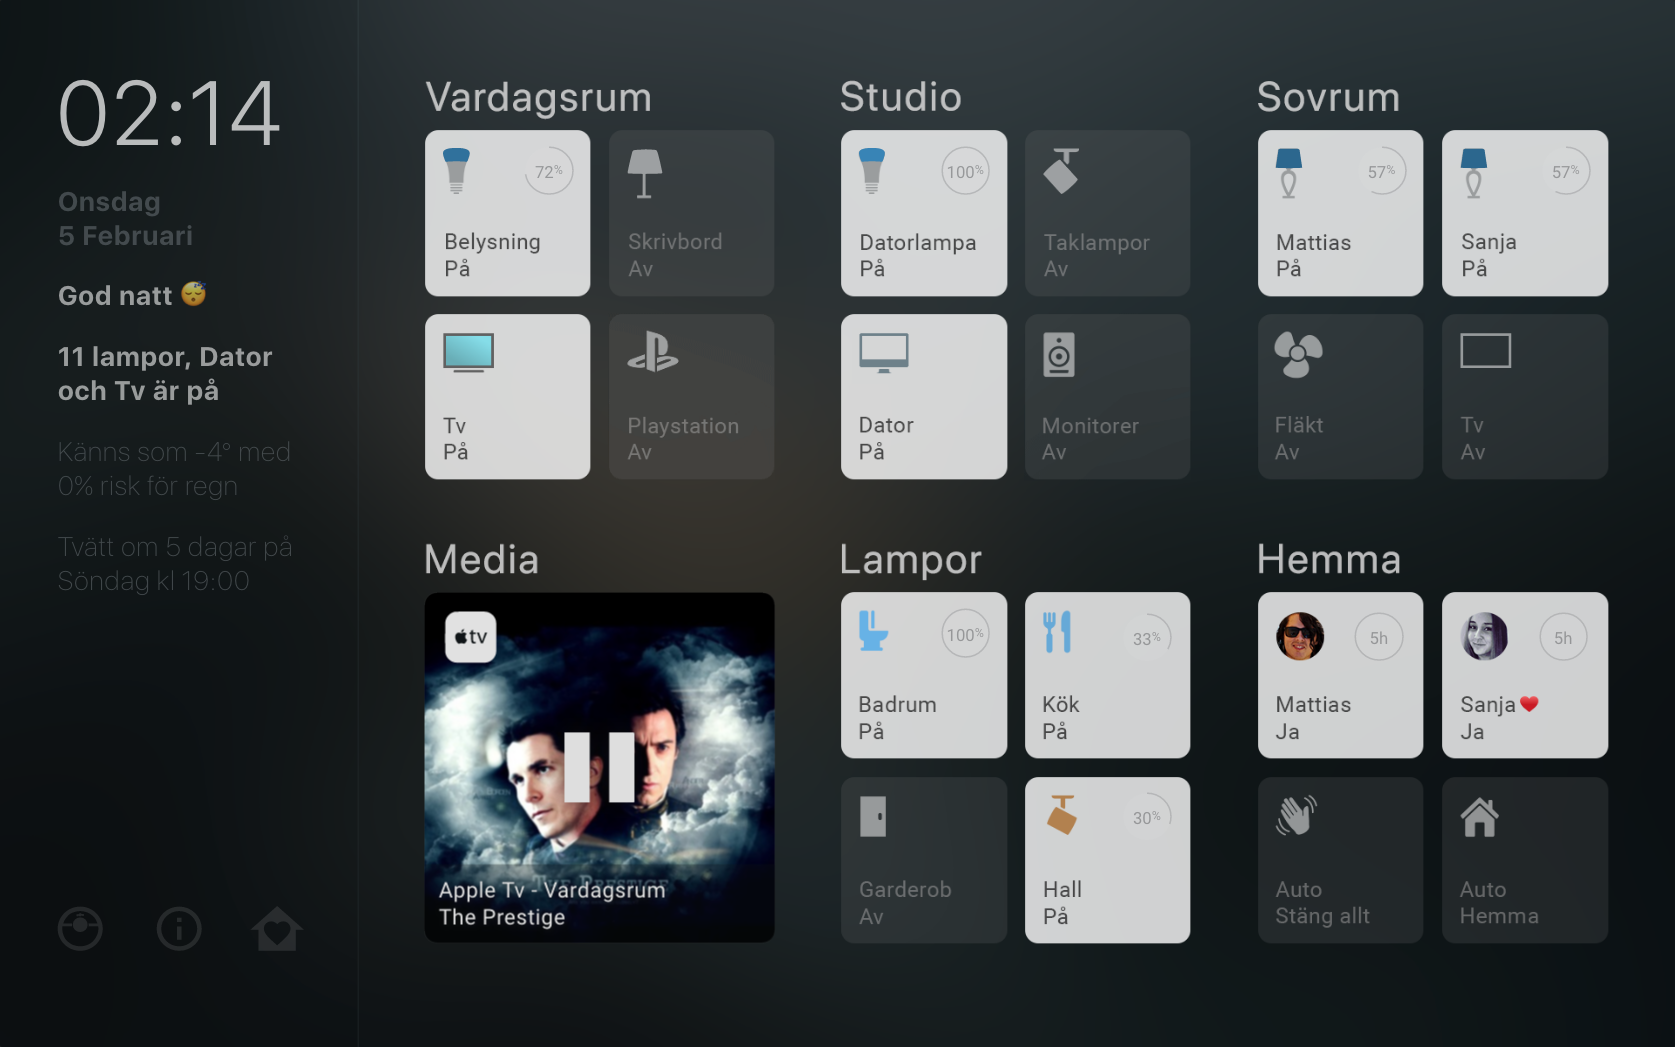 02:14
Onsdag
5 Februari
God natt 😴
11 lampor, Dator
och Tv är på
Känns som -4° med
0% risk för regn
Tvätt om 5 dagar på
Söndag kl 19:00
Vardagsrum
72%
Belysning
På
Skrivbord
Av
Tv
På
Playstation
Av
Studio
100%
Datorlampa
På
Taklampor
Av
Dator
På
Monitorer
Av
Sovrum
57%
Mattias
På
57%
Sanja
På
Fläkt
Av
Tv
Av
Media
tv
THE PRESTIGE
Apple Tv - Vardagsrum
The Prestige
Lampor
100%
Badrum
På
33%
Kök
På
Garderob
Av
30%
Hall
På
Hemma
5h
Mattias
Ja
5h
Sanja❤️
Ja
Auto
Stäng allt
Auto
Hemma